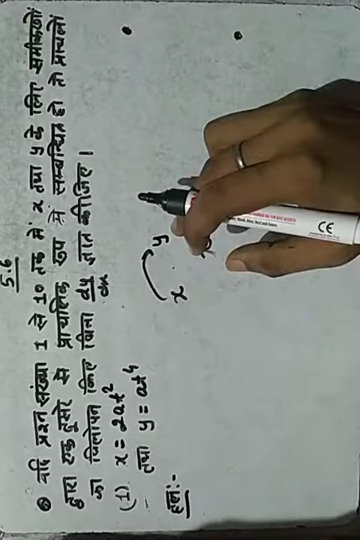 5.6
यदि प्रश्न संख्या 1 से 10 तक में x तथा y दिए समीकरणों
द्वारा एक दूसरे से प्राचलिक रूप में सम्बन्धित हो तो प्राचलों
का विलोपन किए बिना dy/dx ज्ञात कीजिए।
(1) x = 2at²
तथा y = at⁴
हल:-
x y
CE